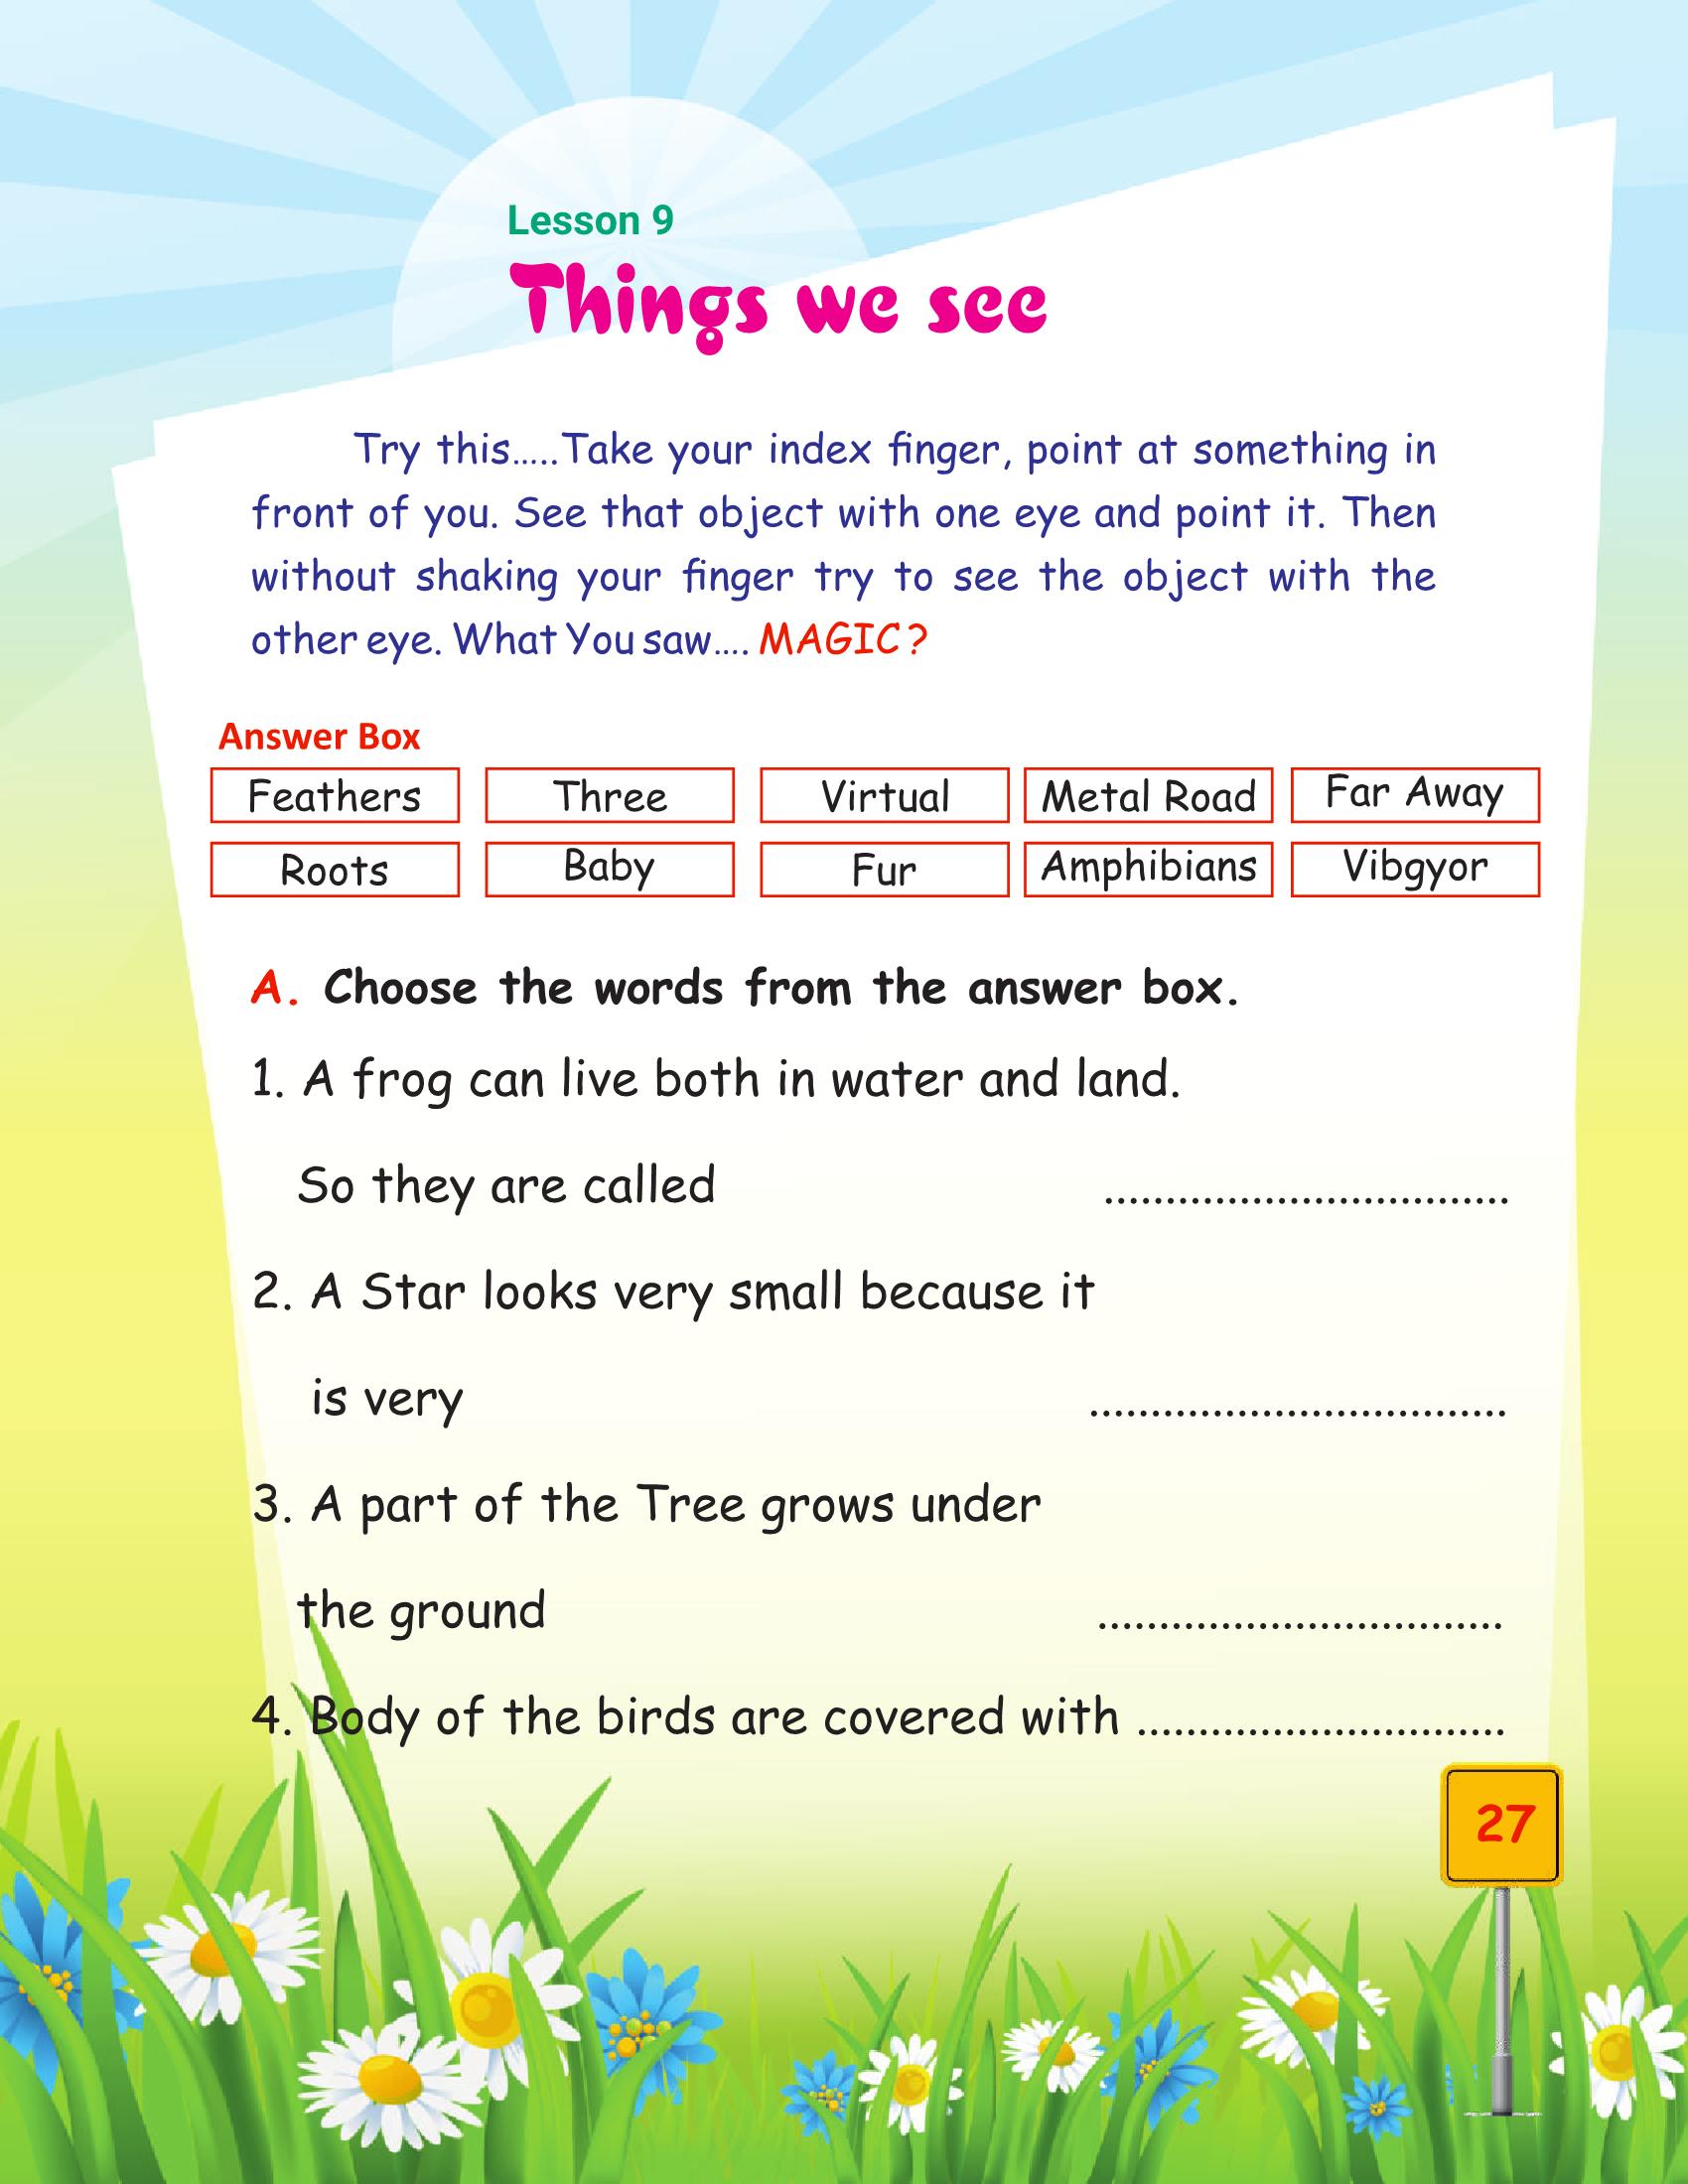 Lesson 9
Things we see
Try this.....Take your index finger, point at something in
front of you. See that object with one eye and point it. Then
without shaking your finger try to see the object with the
other eye. What You saw.... MAGIC?
Answer Box
Feathers Three Virtual Metal Road Far Away
Roots Baby Fur Amphibians Vibgyor
A. Choose the words from the answer box.
1. A frog can live both in water and land.
So they are called .................................
2. A Star looks very small because it
is very ..................................
3. A part of the Tree grows under
the ground .................................
4. Body of the birds are covered with ..............................
27